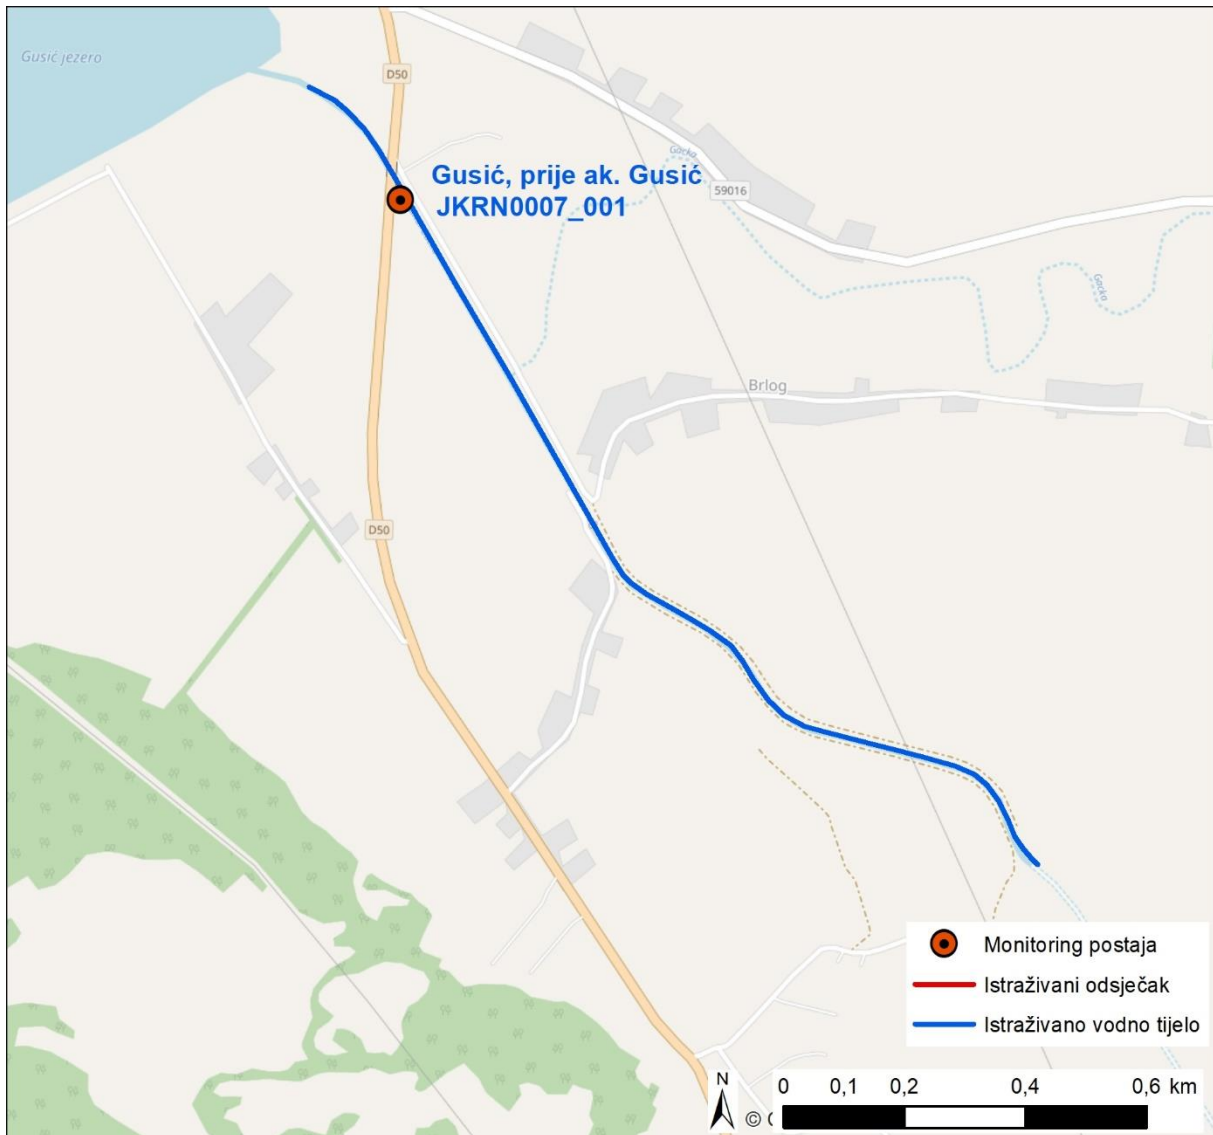 Gusić jezero
D50
Gusić, prije ak. Gusić
JKRN0007_001
Gacka
59016
Gacka
Brlog
D50
Monitoring postaja
Istraživani odsječak
Istraživano vodno tijelo
N
0 0,1 0,2 0,4 0,6 km
©